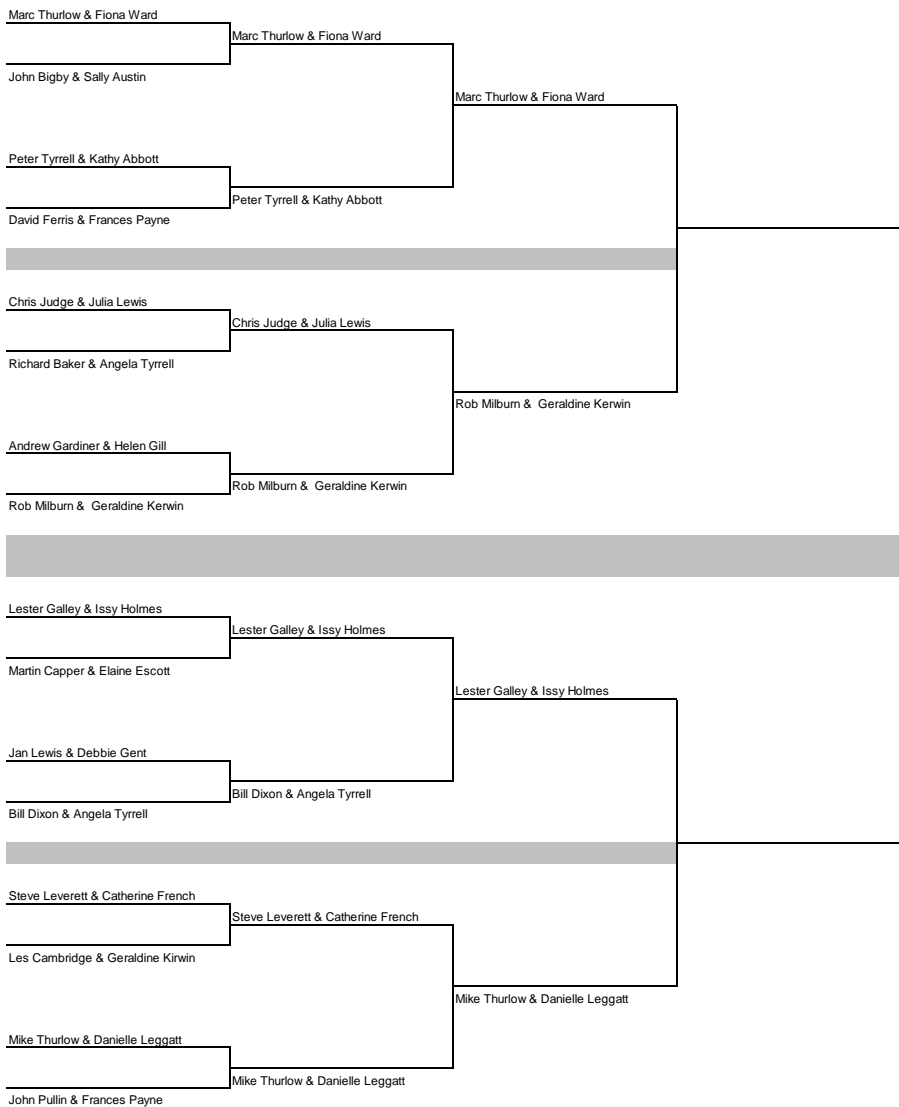 Marc Thurlow & Fiona Ward
Marc Thurlow & Fiona Ward
John Bigby & Sally Austin
Marc Thurlow & Fiona Ward
Peter Tyrrell & Kathy Abbott
Peter Tyrrell & Kathy Abbott
David Ferris & Frances Payne
Chris Judge & Julia Lewis
Chris Judge & Julia Lewis
Richard Baker & Angela Tyrrell
Rob Milburn &  Geraldine Kerwin
Andrew Gardiner & Helen Gill
Rob Milburn &  Geraldine Kerwin
Rob Milburn &  Geraldine Kerwin
Lester Galley & Issy Holmes
Lester Galley & Issy Holmes
Martin Capper & Elaine Escott
Lester Galley & Issy Holmes
Jan Lewis & Debbie Gent
Bill Dixon & Angela Tyrrell
Bill Dixon & Angela Tyrrell
Steve Leverett & Catherine French
Steve Leverett & Catherine French
Les Cambridge & Geraldine Kirwin
Mike Thurlow & Danielle Leggatt
Mike Thurlow & Danielle Leggatt
Mike Thurlow & Danielle Leggatt
John Pullin & Frances Payne